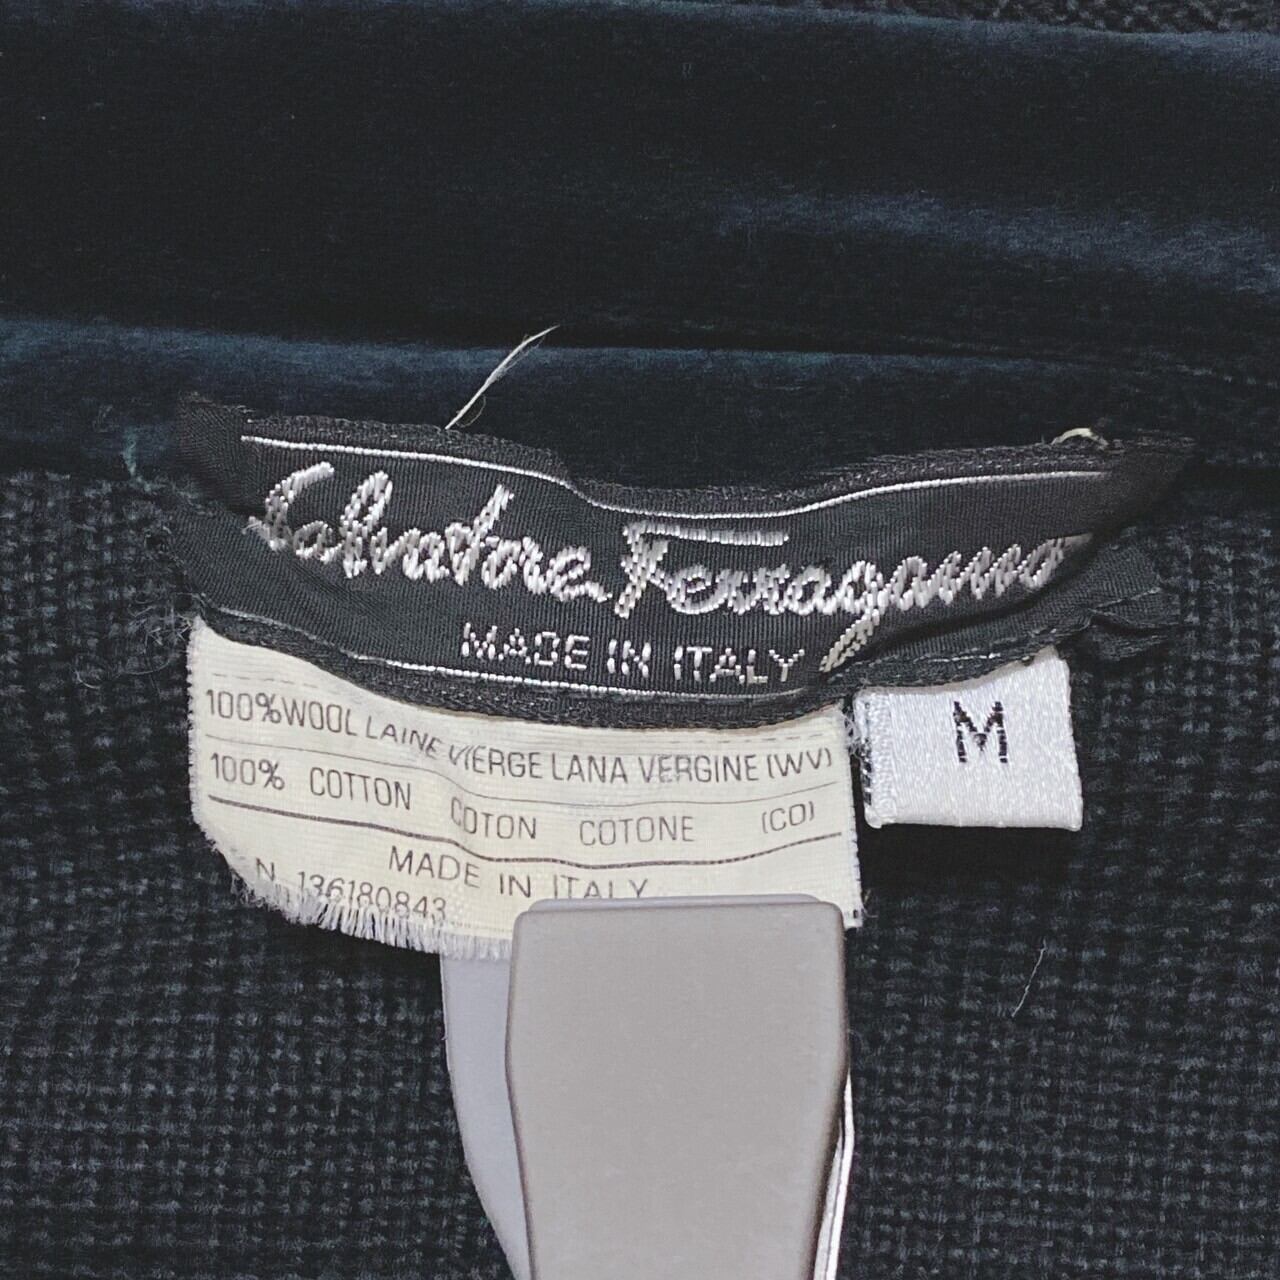 Salvatore Ferragamo
MADE IN ITALY
M
100%WOOL LAINE VIERGE LANA VERGINE (WV)
100% COTTON COTON COTONE (CO)
MADE IN ITALY
N 136180843